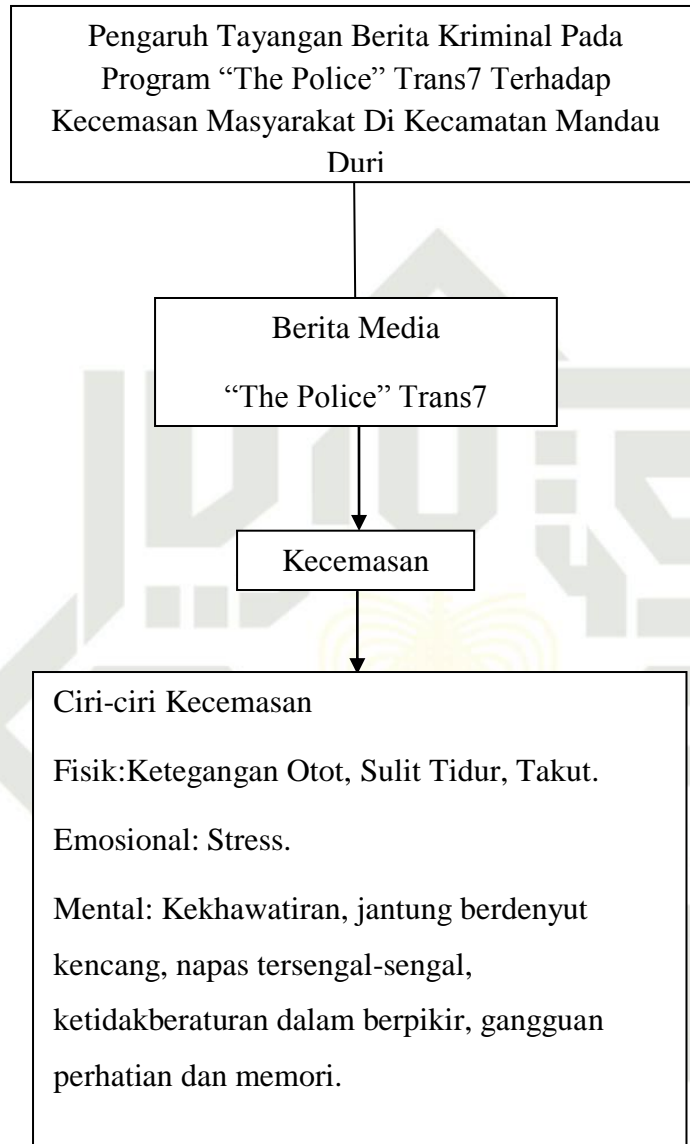 Pengaruh Tayangan Berita Kriminal Pada
Program “The Police” Trans7 Terhadap
Kecemasan Masyarakat Di Kecamatan Mandau
Duri
Berita Media
“The Police” Trans7
Kecemasan
Ciri-ciri Kecemasan
Fisik:Ketegangan Otot, Sulit Tidur, Takut.
Emosional: Stress.
Mental: Kekhawatiran, jantung berdenyut
kencang, napas tersengal-sengal,
ketidakberaturan dalam berpikir, gangguan
perhatian dan memori.